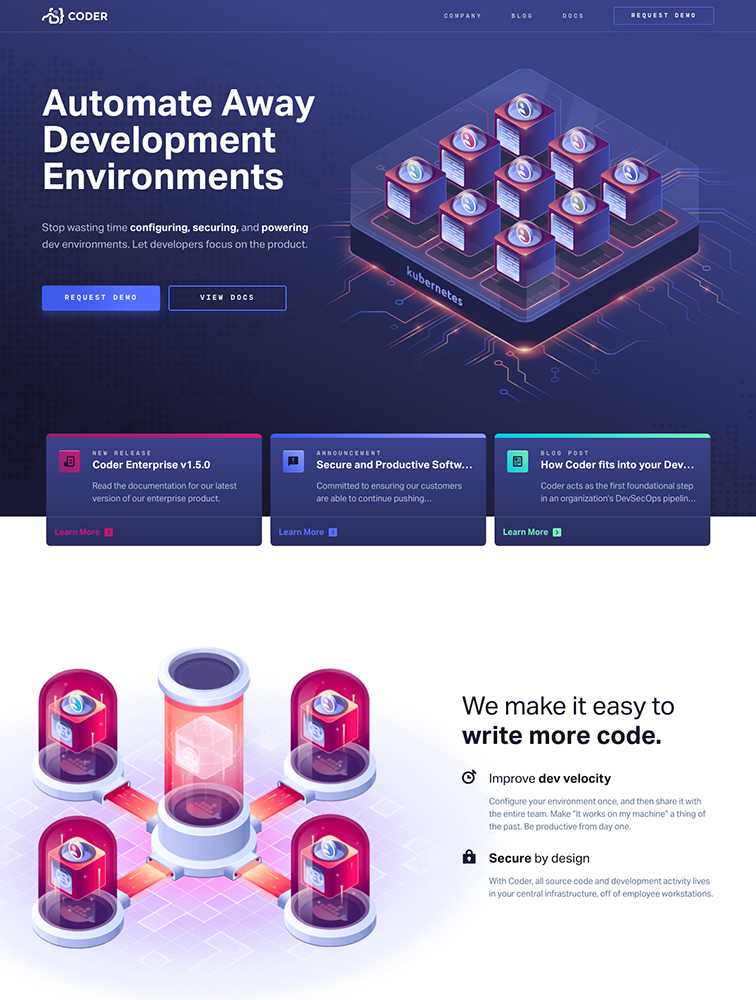 CODER
COMPANY
BLOG
DOCS
REQUEST DEMO
Automate Away
Development
Environments
Stop wasting time configuring, securing, and powering
dev environments. Let developers focus on the product.
REQUEST DEMO
VIEW DOCS
kubernetes
NEW RELEASE
Coder Enterprise v1.5.0
Read the documentation for our latest
version of our enterprise product.
Learn More
ANNOUNCEMENT
Secure and Productive Softw...
Committed to ensuring our customers
are able to continue pushing...
Learn More
BLOG POST
How Coder fits into your Dev...
Coder acts as the first foundational step
in an organization's DevSecOps pipelin...
Learn More
We make it easy to
write more code.
Improve dev velocity
Configure your environment once, and then share it with
the entire team. Make "It works on my machine" a thing of
the past. Be productive from day one.
Secure by design
With Coder, all source code and development activity lives
in your central infrastructure, off of employee workstations.